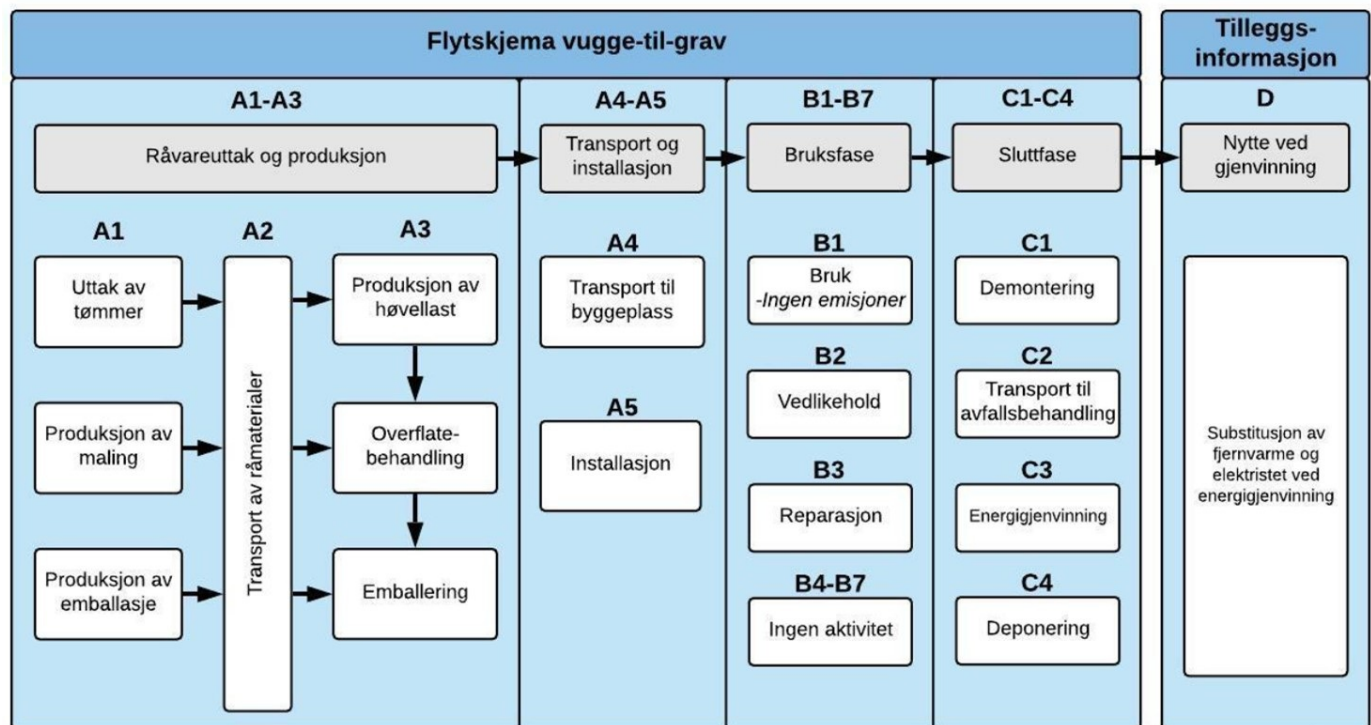 Flytskjema vugge-til-grav
Tilleggs-
informasjon
A1-A3
A4-A5
B1-B7
C1-C4
D
Råvareuttak og produksjon
Transport og
installasjon
Bruksfase
Sluttfase
Nytte ved
gjenvinning
A1
Uttak av
tømmer
Produksjon av
maling
Produksjon av
emballasje
A2
Transport av råmaterialer
A3
Produksjon av
høvellast
Overflate-
behandling
Emballering
A4
Transport til
byggeplass
A5
Installasjon
B1
Bruk
-Ingen emisjoner
B2
Vedlikehold
B3
Reparasjon
B4-B7
Ingen aktivitet
C1
Demontering
C2
Transport til
avfallsbehandling
C3
Energigjenvinning
C4
Deponering
Substitusjon av
fjernvarme og
elektristet ved
energigjenvinning